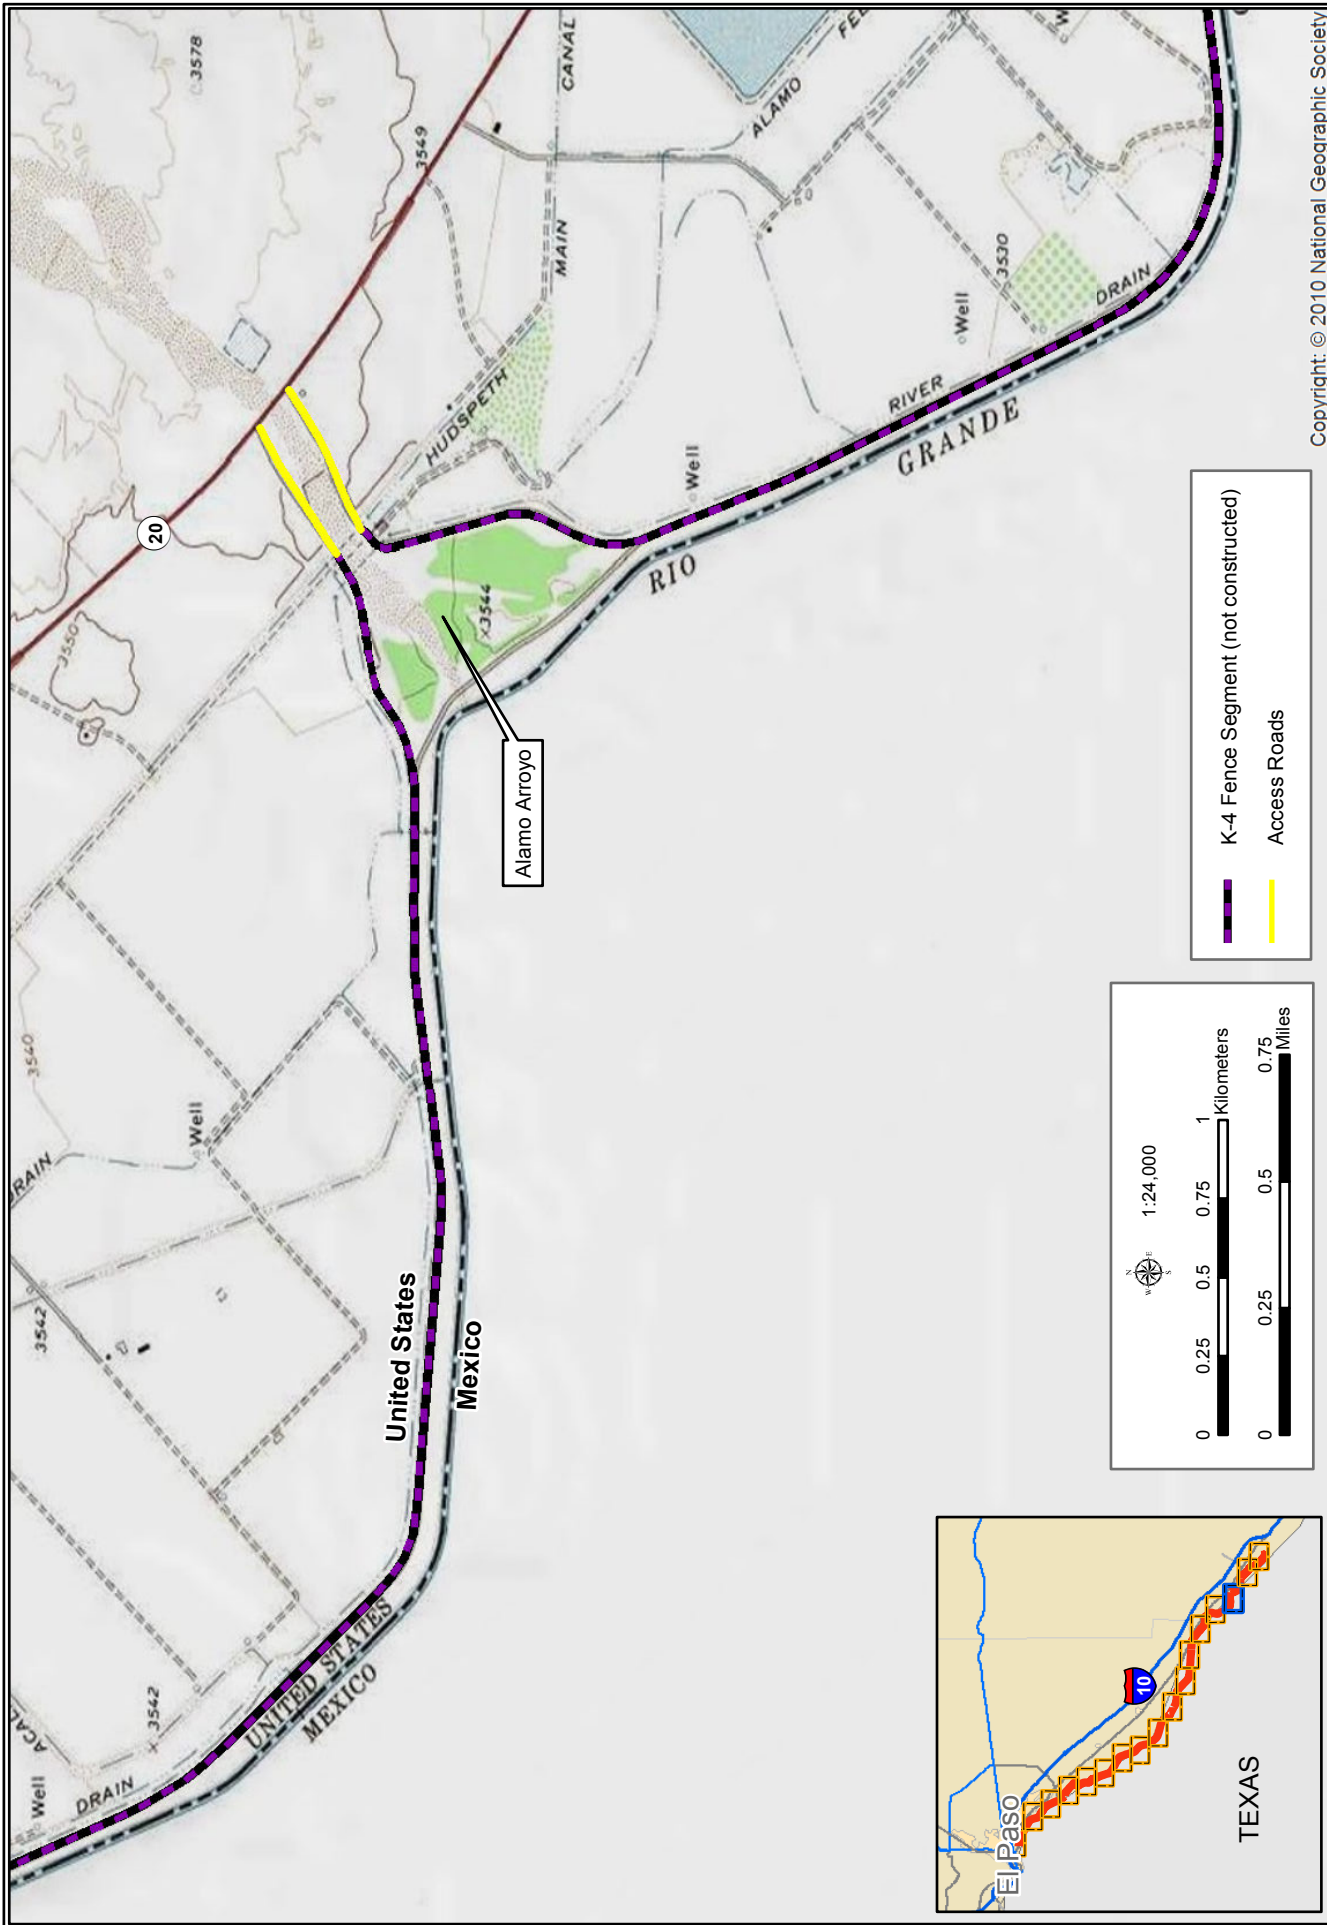 3578
CANAL
FEE
W
20
3549
ALAMO
3550
MAIN
HUDSPETH
3530
Well
DRAIN
RIVER
Well
GRANDE
RIO
x3544
Alamo Arroyo
3540
Well
DRAIN
3542
United States
Mexico
ACAL
3542
UNITED STATES
MEXICO
Well
DRAIN
K-4 Fence Segment (not constructed)
Access Roads
N
W E
S
1:24,000
0 0.25 0.5 0.75 1
Kilometers
0 0.25 0.5 0.75
Miles
El Paso
10
TEXAS
Copyright: © 2010 National Geographic Society